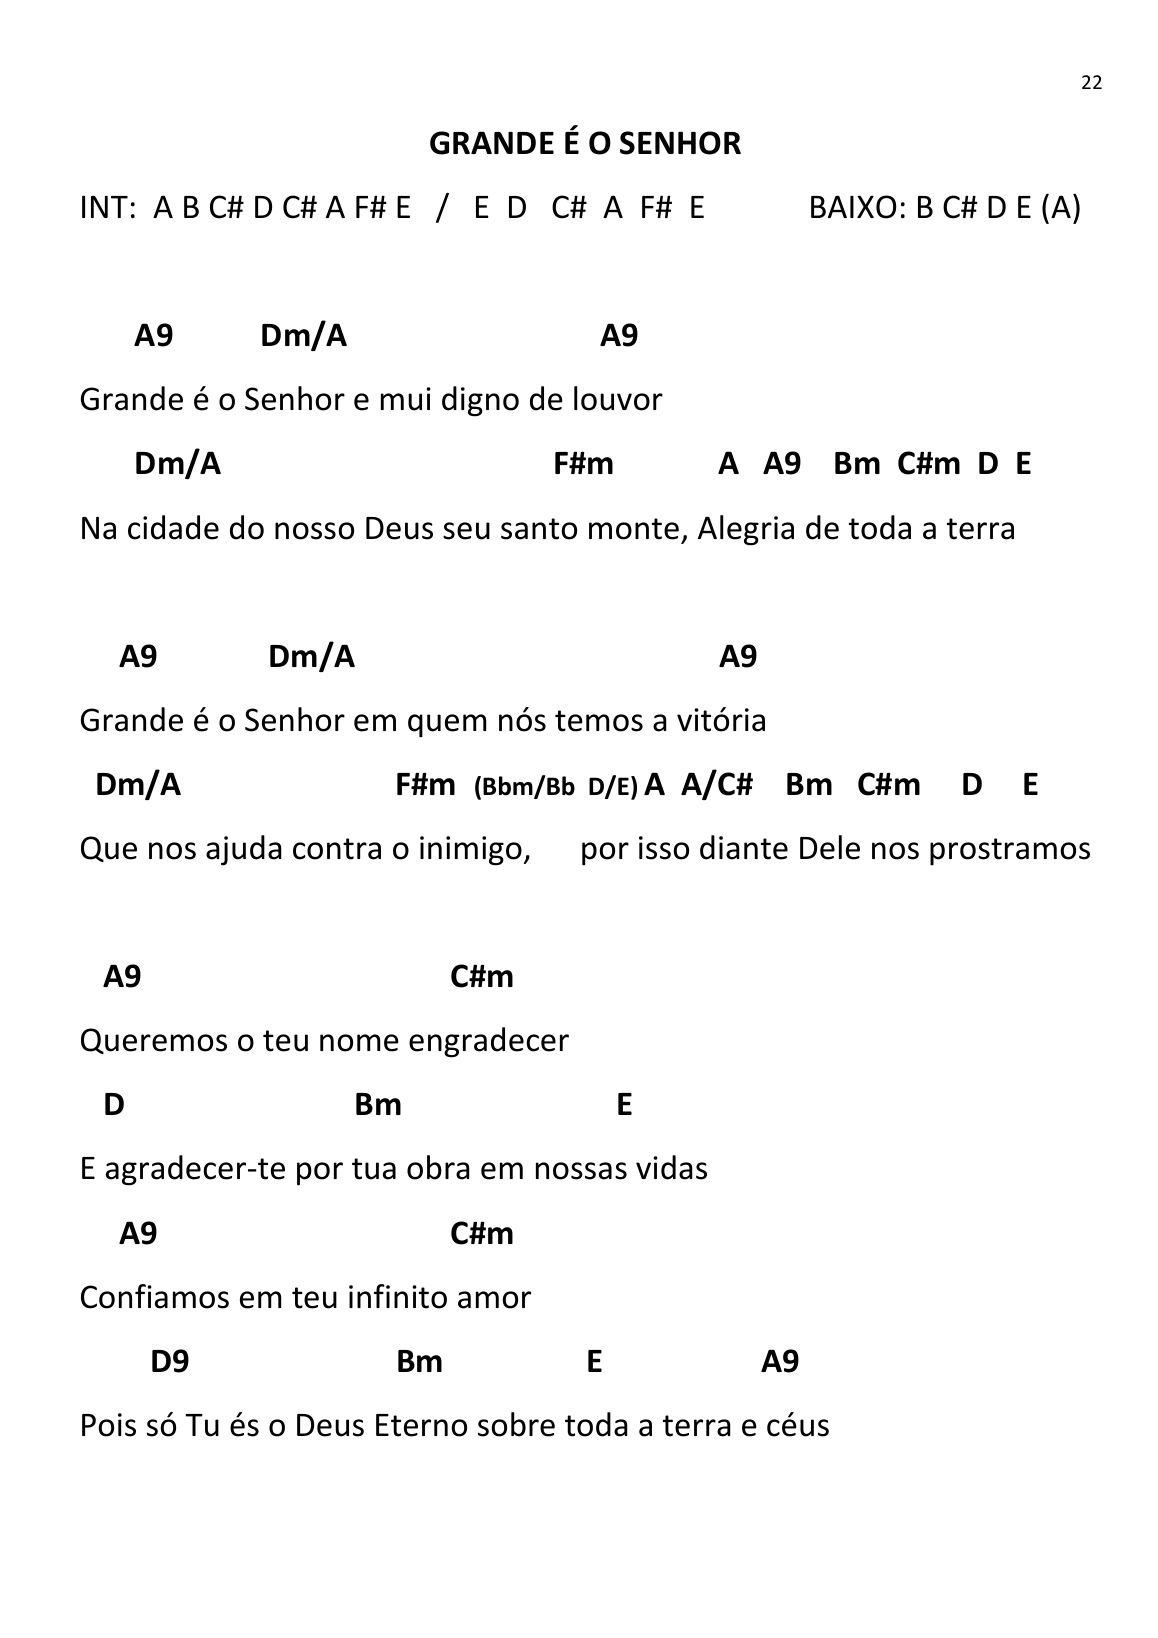 22
GRANDE É O SENHOR
INT: A B C# D C# A F# E / E D C# A F# E BAIXO: B C# D E (A)
A9 Dm/A A9
Grande é o Senhor e mui digno de louvor
Dm/A F#m A A9 Bm C#m D E
Na cidade do nosso Deus seu santo monte, Alegria de toda a terra
A9 Dm/A A9
Grande é o Senhor em quem nós temos a vitória
Dm/A F#m (Bbm/Bb D/E) A A/C# Bm C#m D E
Que nos ajuda contra o inimigo, por isso diante Dele nos prostramos
A9 C#m
Queremos o teu nome engradecer
D Bm E
E agradecer-te por tua obra em nossas vidas
A9 C#m
Confiamos em teu infinito amor
D9 Bm E A9
Pois só Tu és o Deus Eterno sobre toda a terra e céus